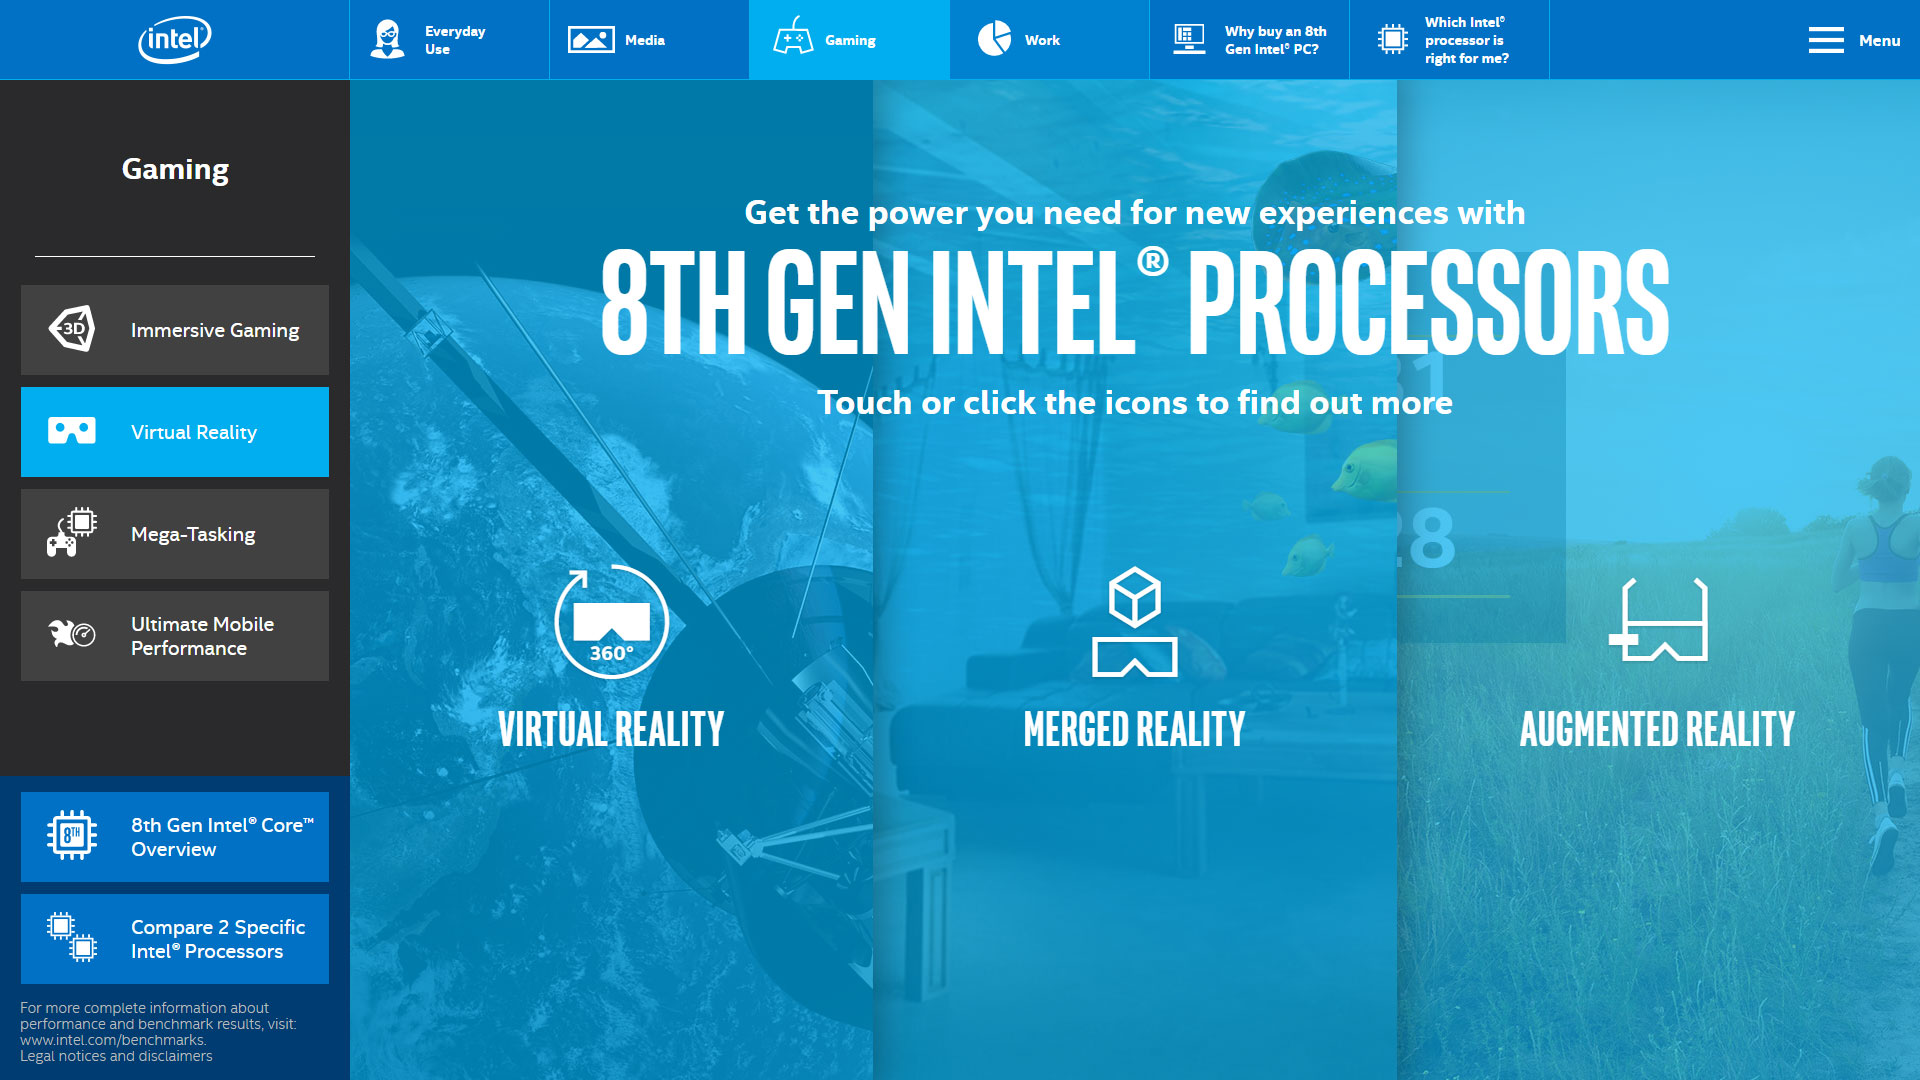 intel
Everyday
Use
Media
Gaming
Work
Why buy an 8th
Gen Intel® PC?
Which Intel®
processor is
right for me?
Menu
Gaming
3D
Immersive Gaming
Virtual Reality
Mega-Tasking
Ultimate Mobile
Performance
8TH
8th Gen Intel® Core™
Overview
Compare 2 Specific
Intel® Processors
For more complete information about
performance and benchmark results, visit:
www.intel.com/benchmarks.
Legal notices and disclaimers
Get the power you need for new experiences with
8TH GEN INTEL® PROCESSORS
Touch or click the icons to find out more
360°
VIRTUAL REALITY
MERGED REALITY
AUGMENTED REALITY